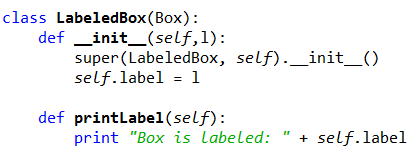 class LabeledBox(Box):
    def __init__(self,l):
        super(LabeledBox, self).__init__()
        self.label = l

    def printLabel(self):
        print "Box is labeled: " + self.label